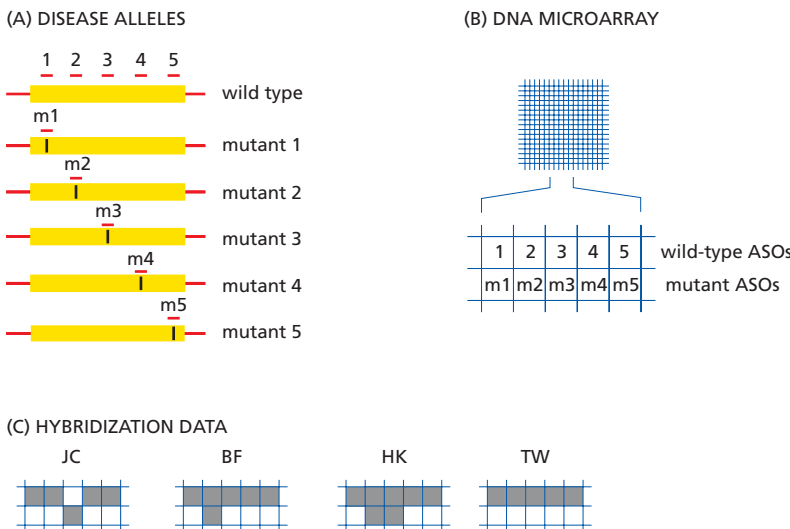 (A) DISEASE ALLELES
1 2 3 4 5
wild type
m1
mutant 1
m2
mutant 2
m3
mutant 3
m4
mutant 4
m5
mutant 5
(B) DNA MICROARRAY
1 2 3 4 5 wild-type ASOs
m1 m2 m3 m4 m5 mutant ASOs
(C) HYBRIDIZATION DATA
JC BF HK TW